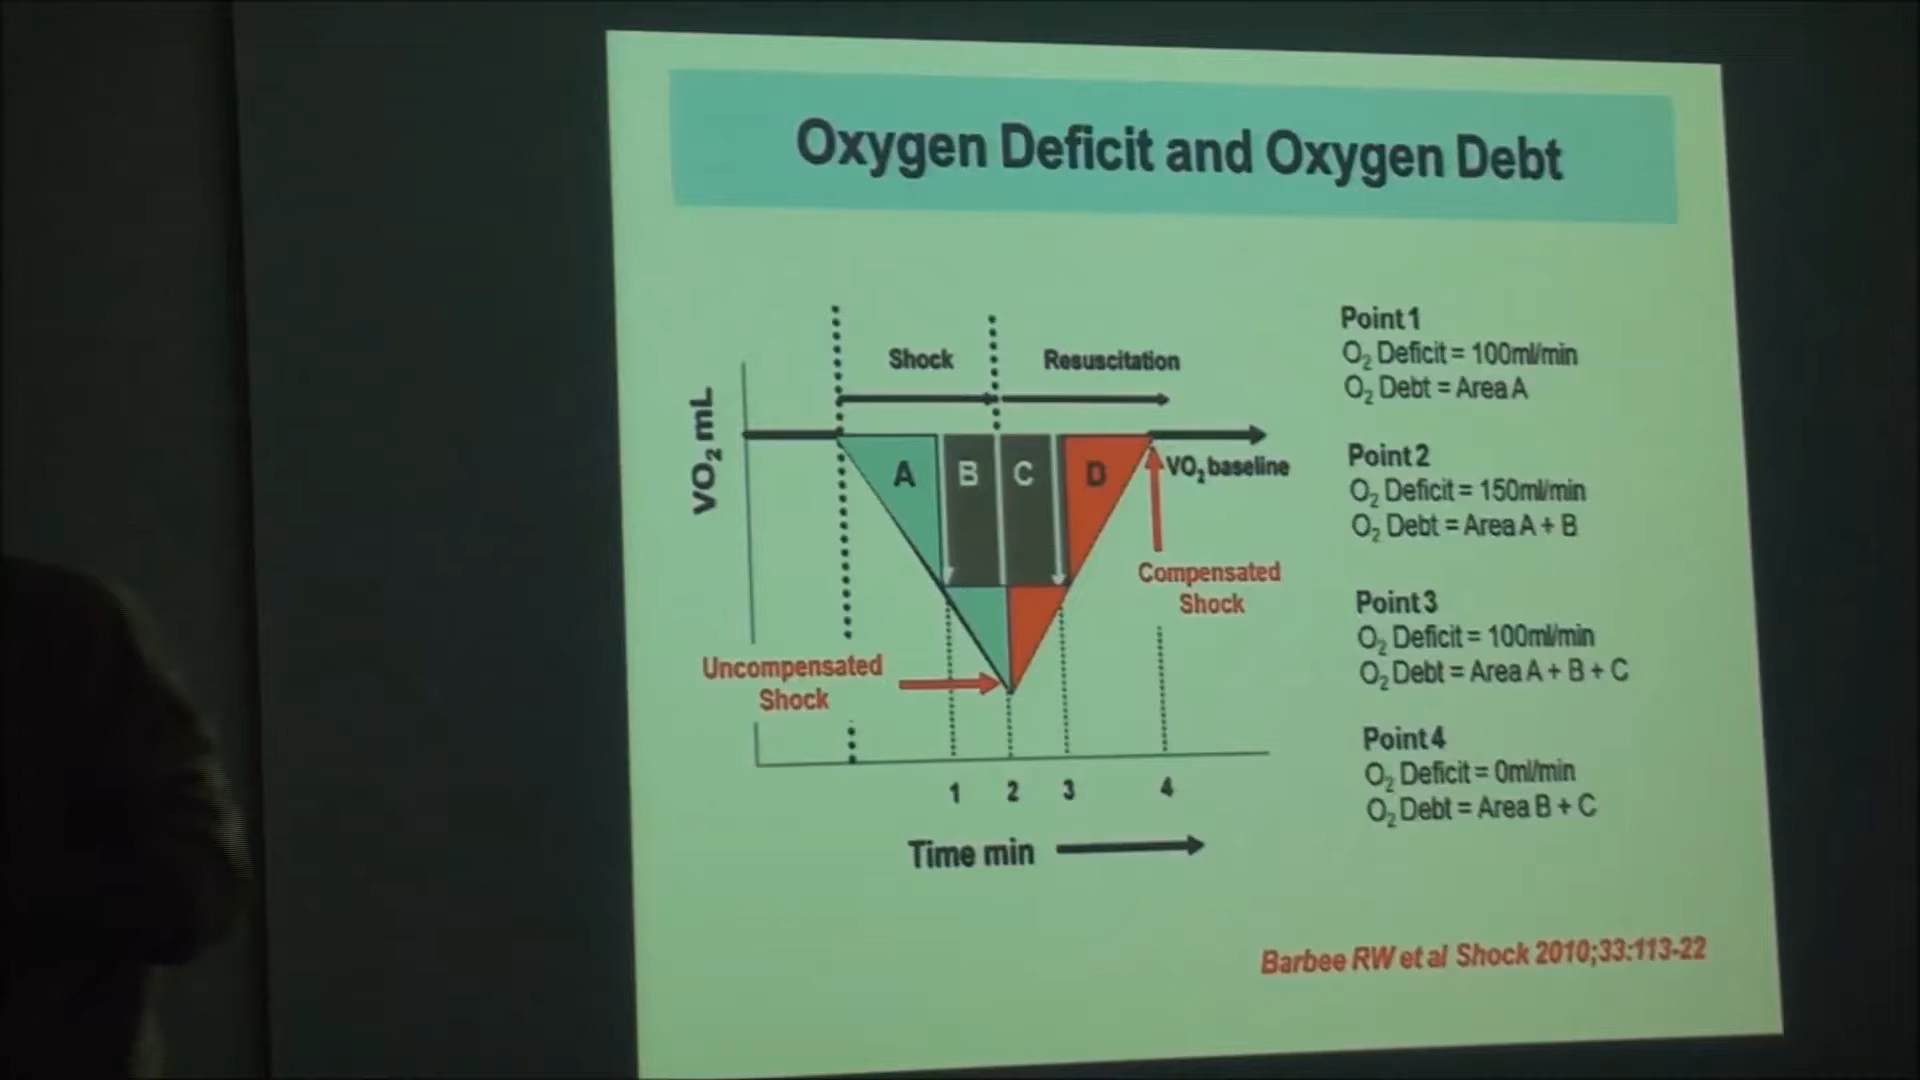 Oxygen Deficit and Oxygen Debt
Shock
Resuscitation
VO₂ mL
A
B
C
D
VO₂ baseline
Compensated
Shock
Uncompensated
Shock
1
2
3
4
Time min
Point 1
O₂ Deficit = 100ml/min
O₂ Debt = Area A
Point 2
O₂ Deficit = 150ml/min
O₂ Debt = Area A + B
Point 3
O₂ Deficit = 100ml/min
O₂ Debt = Area A + B + C
Point 4
O₂ Deficit = 0ml/min
O₂ Debt = Area B + C
Barbee RW et al Shock 2010;33:113-22